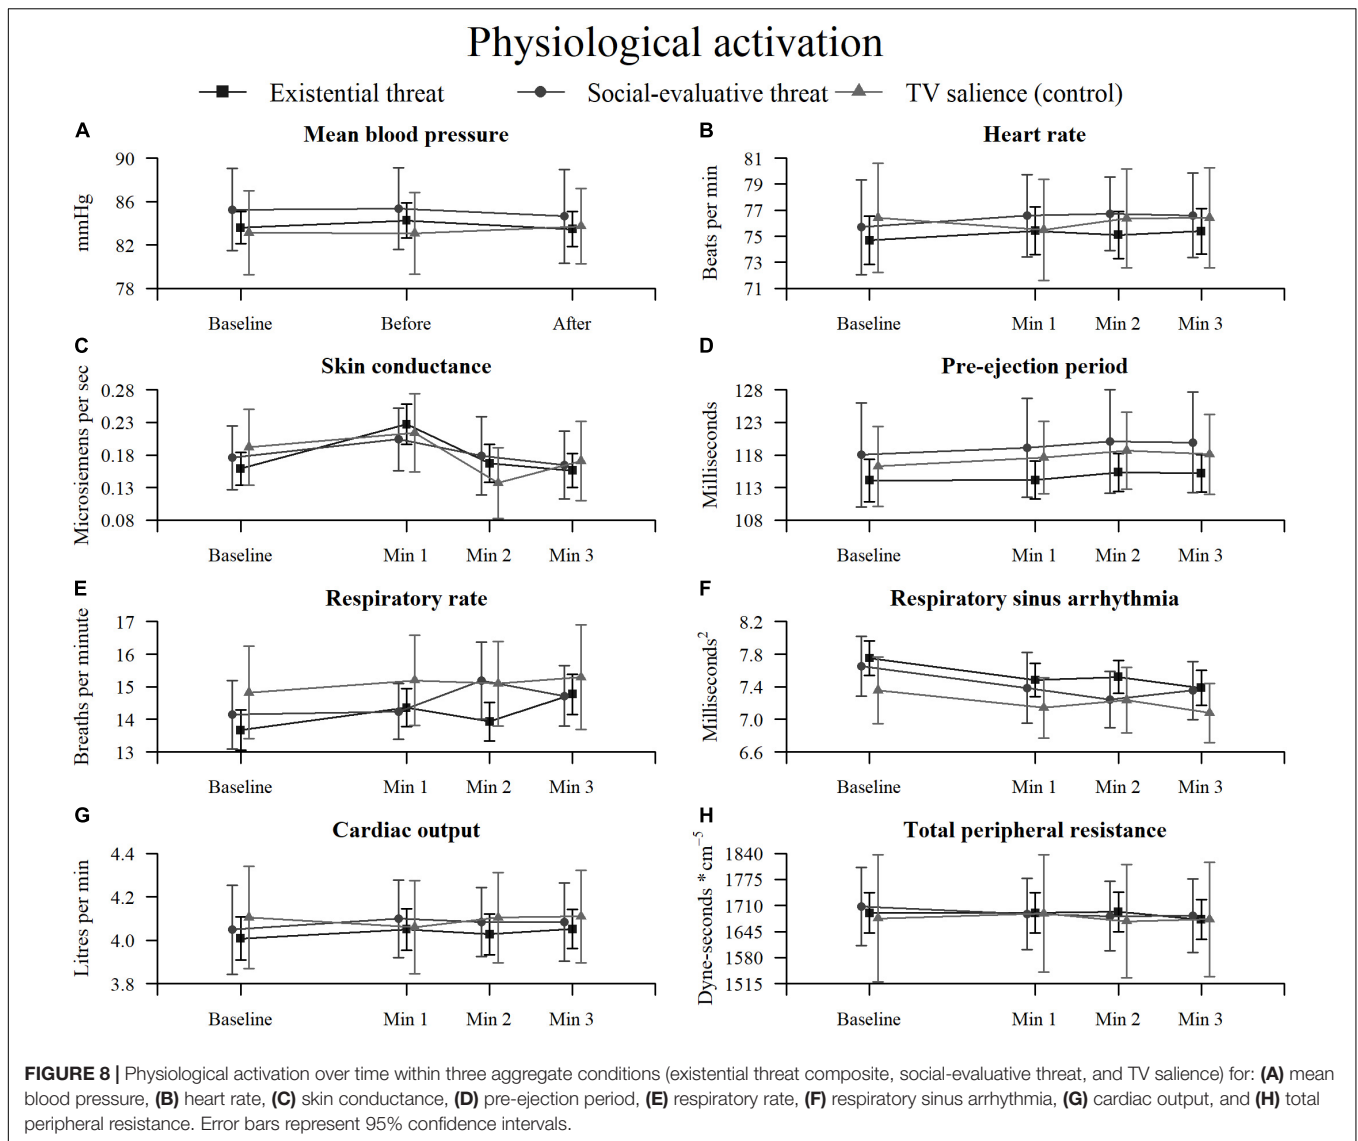 Physiological activation
Existential threat Social-evaluative threat TV salience (control)
A Mean blood pressure
mmHg
90
86
82
78
Baseline Before After
B Heart rate
Beats per min
81
79
77
75
73
71
Baseline Min 1 Min 2 Min 3
C Skin conductance
Microsiemens per sec
0.28
0.23
0.18
0.13
0.08
Baseline Min 1 Min 2 Min 3
D Pre-ejection period
Milliseconds
128
123
118
113
108
Baseline Min 1 Min 2 Min 3
E Respiratory rate
Breaths per minute
17
16
15
14
13
Baseline Min 1 Min 2 Min 3
F Respiratory sinus arrhythmia
Milliseconds²
8.2
7.8
7.4
7.0
6.6
Baseline Min 1 Min 2 Min 3
G Cardiac output
Litres per min
4.4
4.2
4.0
3.8
Baseline Min 1 Min 2 Min 3
H Total peripheral resistance
Dyne-seconds * cm⁻⁵
1840
1775
1710
1645
1580
1515
Baseline Min 1 Min 2 Min 3
FIGURE 8 | Physiological activation over time within three aggregate conditions (existential threat composite, social-evaluative threat, and TV salience) for: (A) mean
blood pressure, (B) heart rate, (C) skin conductance, (D) pre-ejection period, (E) respiratory rate, (F) respiratory sinus arrhythmia, (G) cardiac output, and (H) total
peripheral resistance. Error bars represent 95% confidence intervals.